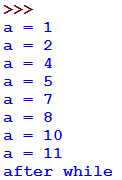 >>>
a = 1
a = 2
a = 4
a = 5
a = 7
a = 8
a = 10
a = 11
after while